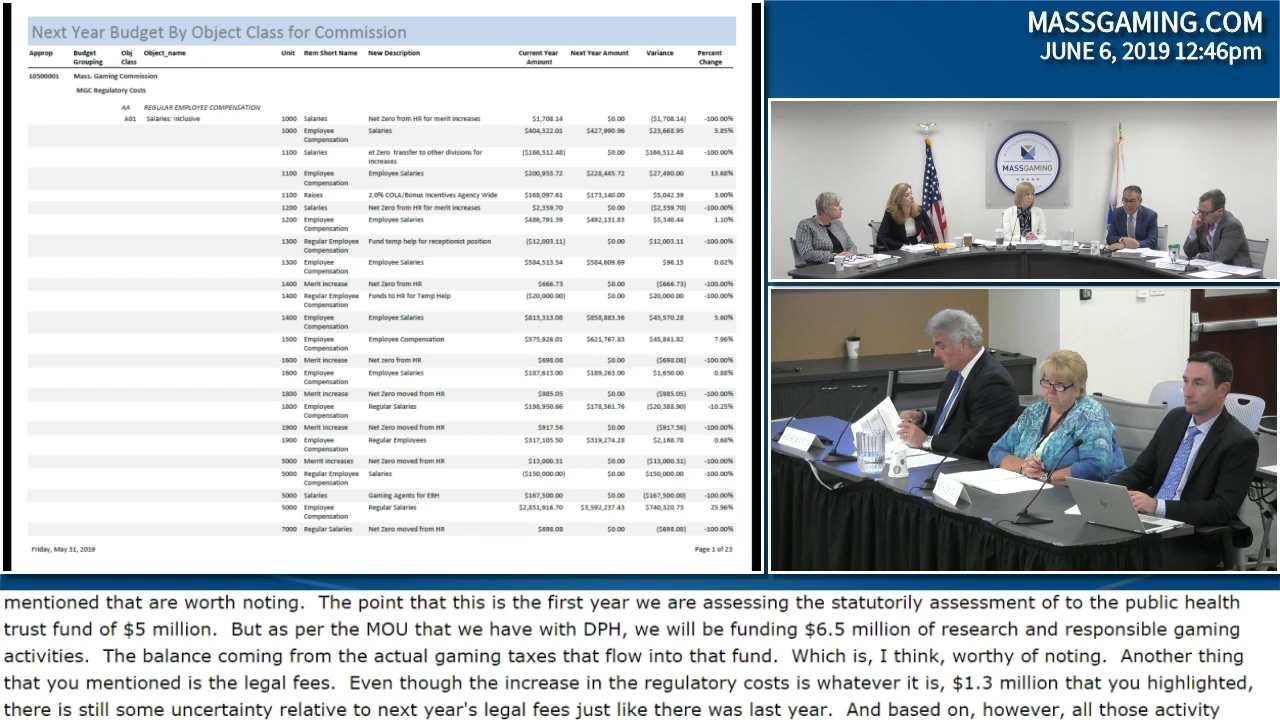 Next Year Budget By Object Class for Commission
Approp Budget Grouping Obj Class Object_name Unit Item Short Name New Description Current Year Amount Next Year Amount Variance Percent Change
10500001 Mass. Gaming Commission
MGC Regulatory Costs
AA REGULAR EMPLOYEE COMPENSATION
A01 Salaries: Inclusive 1000 Salaries Net Zero from HR for merit increases $1,708.14 $0.00 ($1,708.14) -100.00%
1000 Employee Compensation Salaries $404,322.01 $427,990.96 $23,668.95 5.85%
1100 Salaries et Zero transfer to other divisions for increases ($166,512.48) $0.00 $166,512.48 -100.00%
1100 Employee Compensation Employee Salaries $200,955.72 $228,445.72 $27,490.00 13.68%
1100 Raises 2.0% COLA/Bonus Incentives Agency Wide $168,097.61 $173,140.00 $5,042.39 3.00%
1200 Salaries Net Zero from HR for merit increases $2,359.70 $0.00 ($2,359.70) -100.00%
1200 Employee Compensation Employee Salaries $486,791.39 $492,131.83 $5,340.44 1.10%
1300 Regular Employee Compensation Fund temp help for receptionist position ($12,003.11) $0.00 $12,003.11 -100.00%
1300 Employee Compensation Employee Salaries $584,513.54 $584,609.69 $96.15 0.02%
1400 Merit increase Net Zero from HR $666.73 $0.00 ($666.73) -100.00%
1400 Regular Employee Compensation Funds to HR for Temp Help ($20,000.00) $0.00 $20,000.00 -100.00%
1400 Employee Compensation Employee Salaries $813,313.08 $858,883.36 $45,570.28 5.60%
1500 Employee Compensation Employee Compensation $575,926.01 $621,767.83 $45,841.82 7.96%
1600 Merit increase Net zero from HR $698.08 $0.00 ($698.08) -100.00%
1600 Employee Compensation Employee Salaries $187,613.00 $189,263.00 $1,650.00 0.88%
1800 Merit Increase Net Zero moved from HR $985.05 $0.00 ($985.05) -100.00%
1800 Employee Compensation Regular Salaries $198,950.66 $178,561.76 ($20,388.90) -10.25%
1900 Merit Increase Net Zero moved from HR $917.56 $0.00 ($917.56) -100.00%
1900 Employee Compensation Regular Employees $317,105.50 $319,274.28 $2,168.78 0.68%
5000 Merrit increases Net Zero moved from HR $13,000.31 $0.00 ($13,000.31) -100.00%
5000 Regular Employee Compensation Salaries ($150,000.00) $0.00 $150,000.00 -100.00%
5000 Salaries Gaming Agents for EBH $167,500.00 $0.00 ($167,500.00) -100.00%
5000 Employee Compensation Regular Salaries $2,851,916.70 $3,592,237.43 $740,320.73 25.96%
7000 Regular Salaries Net Zero moved from HR $698.08 $0.00 ($698.08) -100.00%
Friday, May 31, 2019 Page 1 of 23
MASSGAMING.COM
JUNE 6, 2019 12:46pm
MASSGAMING
mentioned that are worth noting. The point that this is the first year we are assessing the statutorily assessment of to the public health
trust fund of $5 million. But as per the MOU that we have with DPH, we will be funding $6.5 million of research and responsible gaming
activities. The balance coming from the actual gaming taxes that flow into that fund. Which is, I think, worthy of noting. Another thing
that you mentioned is the legal fees. Even though the increase in the regulatory costs is whatever it is, $1.3 million that you highlighted,
there is still some uncertainty relative to next year's legal fees just like there was last year. And based on, however, all those activity